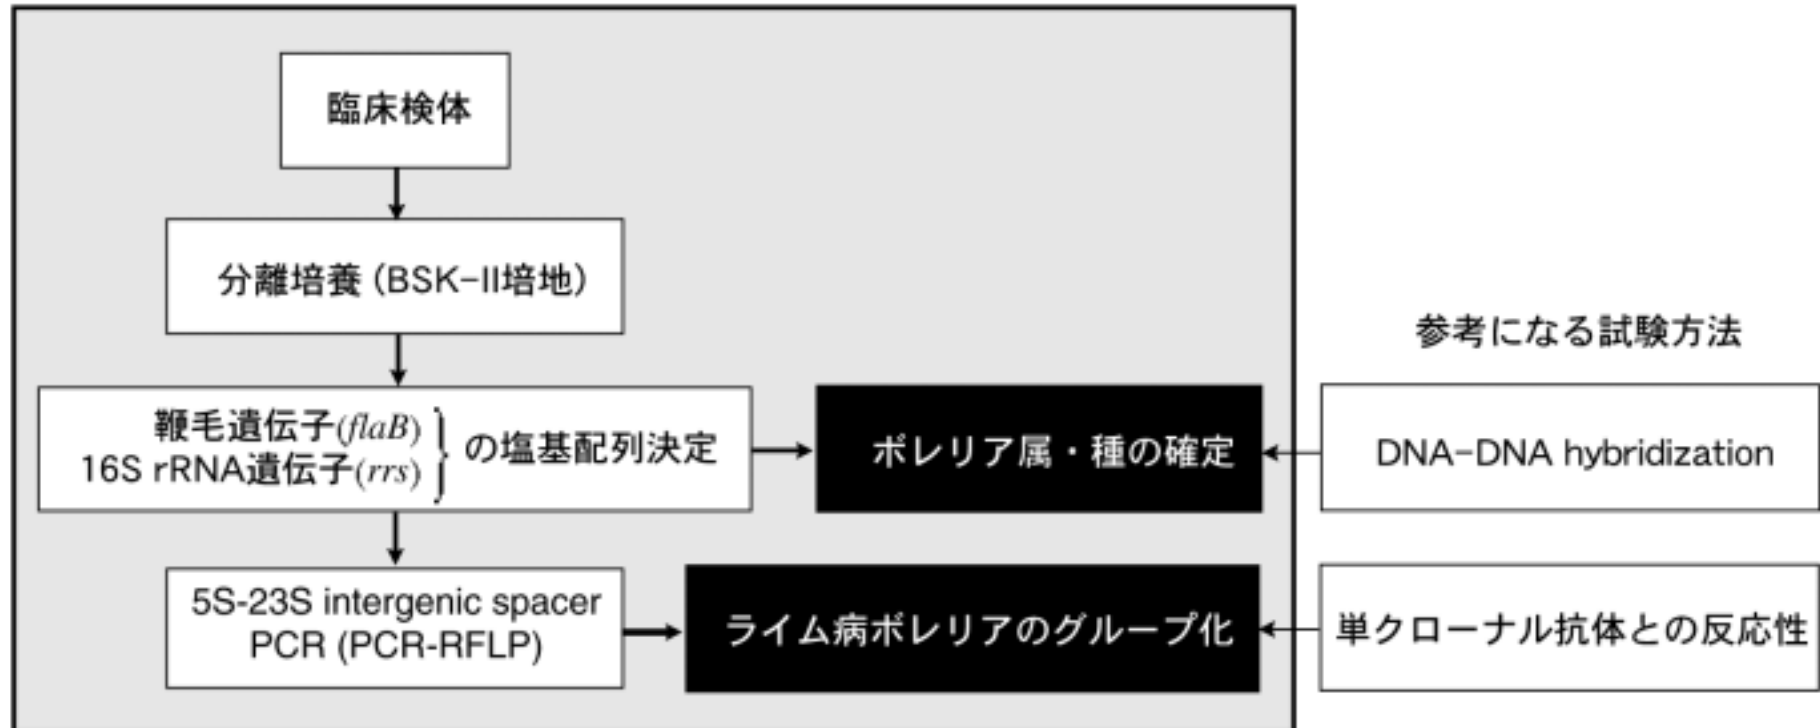 臨床検体
分離培養(BSK-II培地)
鞭毛遺伝子(flaB)
16S rRNA遺伝子(rrs)
の塩基配列決定
ボレリア属・種の確定
参考になる試験方法
DNA-DNA hybridization
5S-23S intergenic spacer
PCR (PCR-RFLP)
ライム病ボレリアのグループ化
単クローナル抗体との反応性